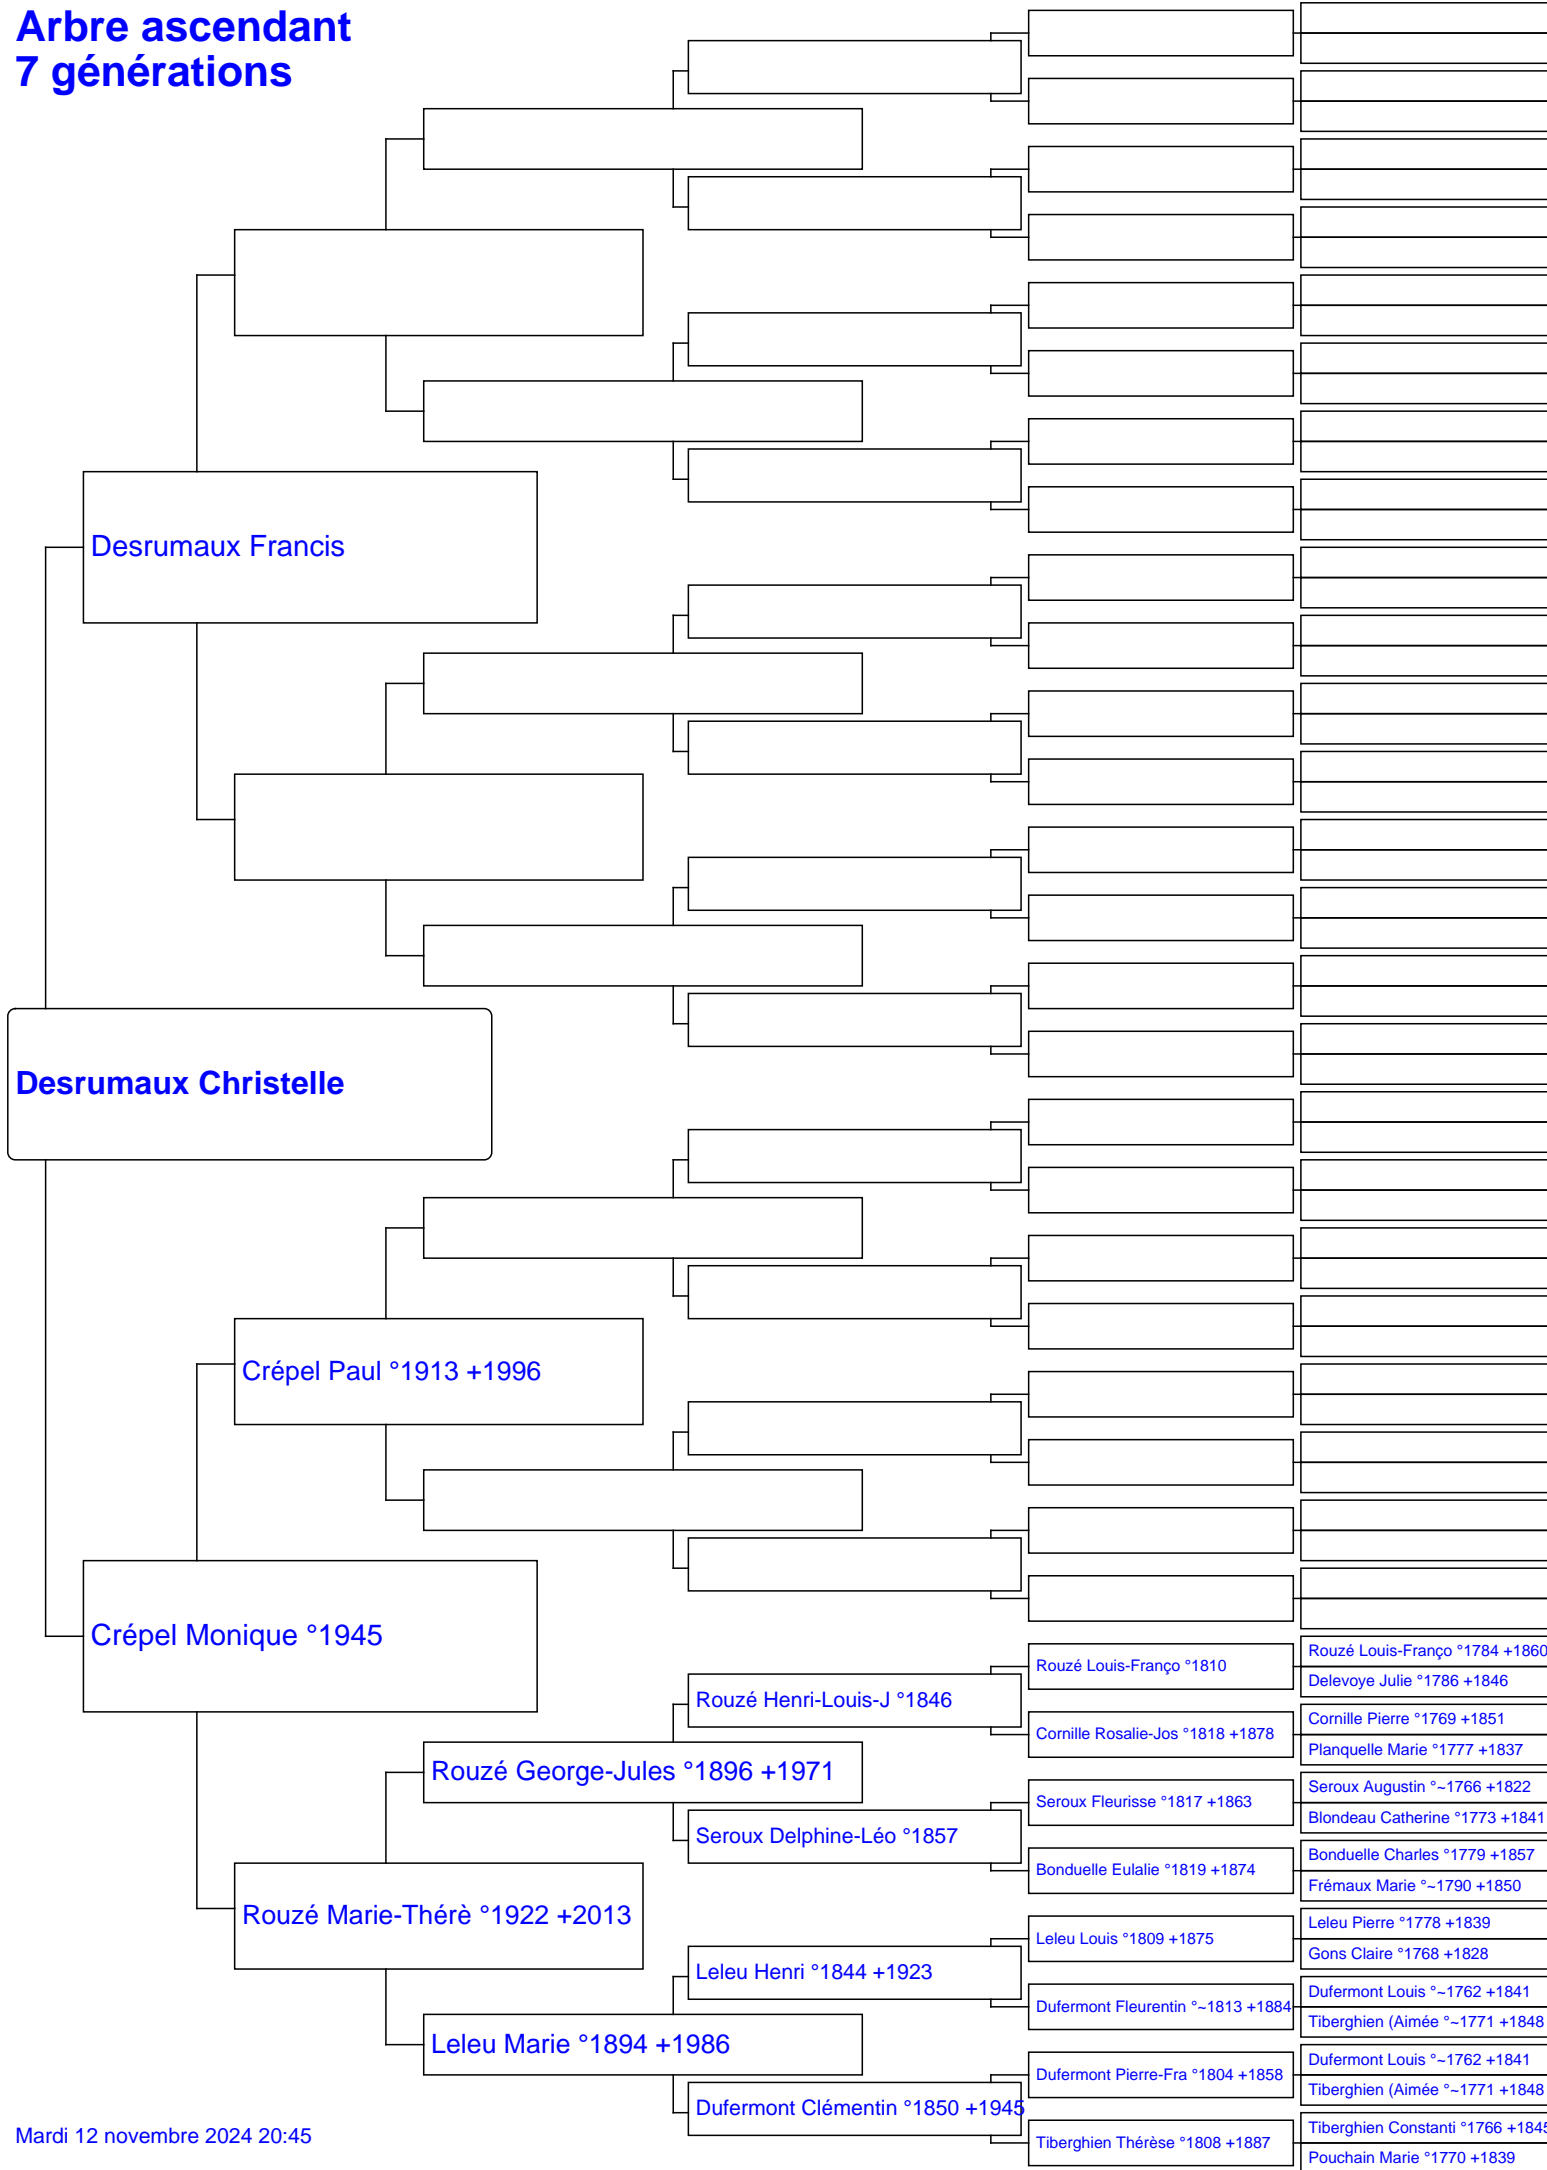 Arbre ascendant
7 générations
Desrumaux Francis
Desrumaux Christelle
Crépel Paul °1913 +1996
Crépel Monique °1945
Rouzé Marie-Thérè °1922 +2013
Rouzé George-Jules °1896 +1971
Leleu Marie °1894 +1986
Rouzé Henri-Louis-J °1846
Seroux Delphine-Léo °1857
Leleu Henri °1844 +1923
Dufermont Clémentin °1850 +1945
Rouzé Louis-Franço °1810
Cornille Rosalie-Jos °1818 +1878
Seroux Fleurisse °1817 +1863
Bonduelle Eulalie °1819 +1874
Leleu Louis °1809 +1875
Dufermont Fleurentin °~1813 +1884
Dufermont Pierre-Fra °1804 +1858
Tiberghien Thérèse °1808 +1887
Rouzé Louis-Franço °1784 +1860
Delevoye Julie °1786 +1846
Cornille Pierre °1769 +1851
Planquelle Marie °1777 +1837
Seroux Augustin °~1766 +1822
Blondeau Catherine °1773 +1841
Bonduelle Charles °1779 +1857
Frémaux Marie °~1790 +1850
Leleu Pierre °1778 +1839
Gons Claire °1768 +1828
Dufermont Louis °~1762 +1841
Tiberghien (Aimée °~1771 +1848
Dufermont Louis °~1762 +1841
Tiberghien (Aimée °~1771 +1848
Tiberghien Constanti °1766 +1845
Pouchain Marie °1770 +1839
Mardi 12 novembre 2024 20:45